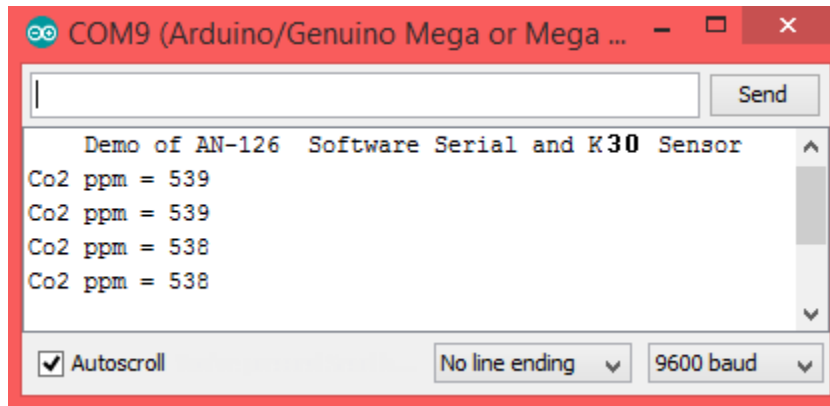 COM9 (Arduino/Genuino Mega or Mega ...
Send
Demo of AN-126  Software Serial and K30 Sensor
Co2 ppm = 539
Co2 ppm = 539
Co2 ppm = 538
Co2 ppm = 538
Autoscroll
No line ending
9600 baud